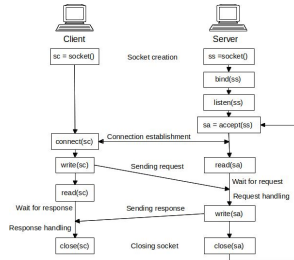 Client
Server
sc = socket()
Socket creation
ss =socket()
bind(ss)
listen(ss)
sa = accept(ss)
Connection establishment
connect(sc)
write(sc)
Sending request
read(sa)
Wait for request
read(sc)
Request handling
Wait for response
Sending response
write(sa)
Response handling
close(sc)
Closing socket
close(sa)